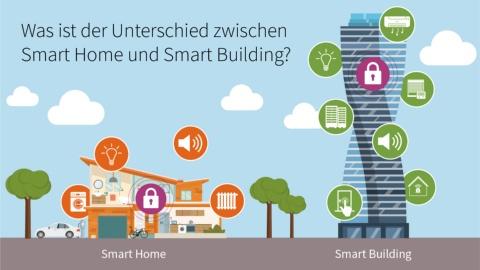 Was ist der Unterschied zwischen
Smart Home und Smart Building?
Smart Home
Smart Building